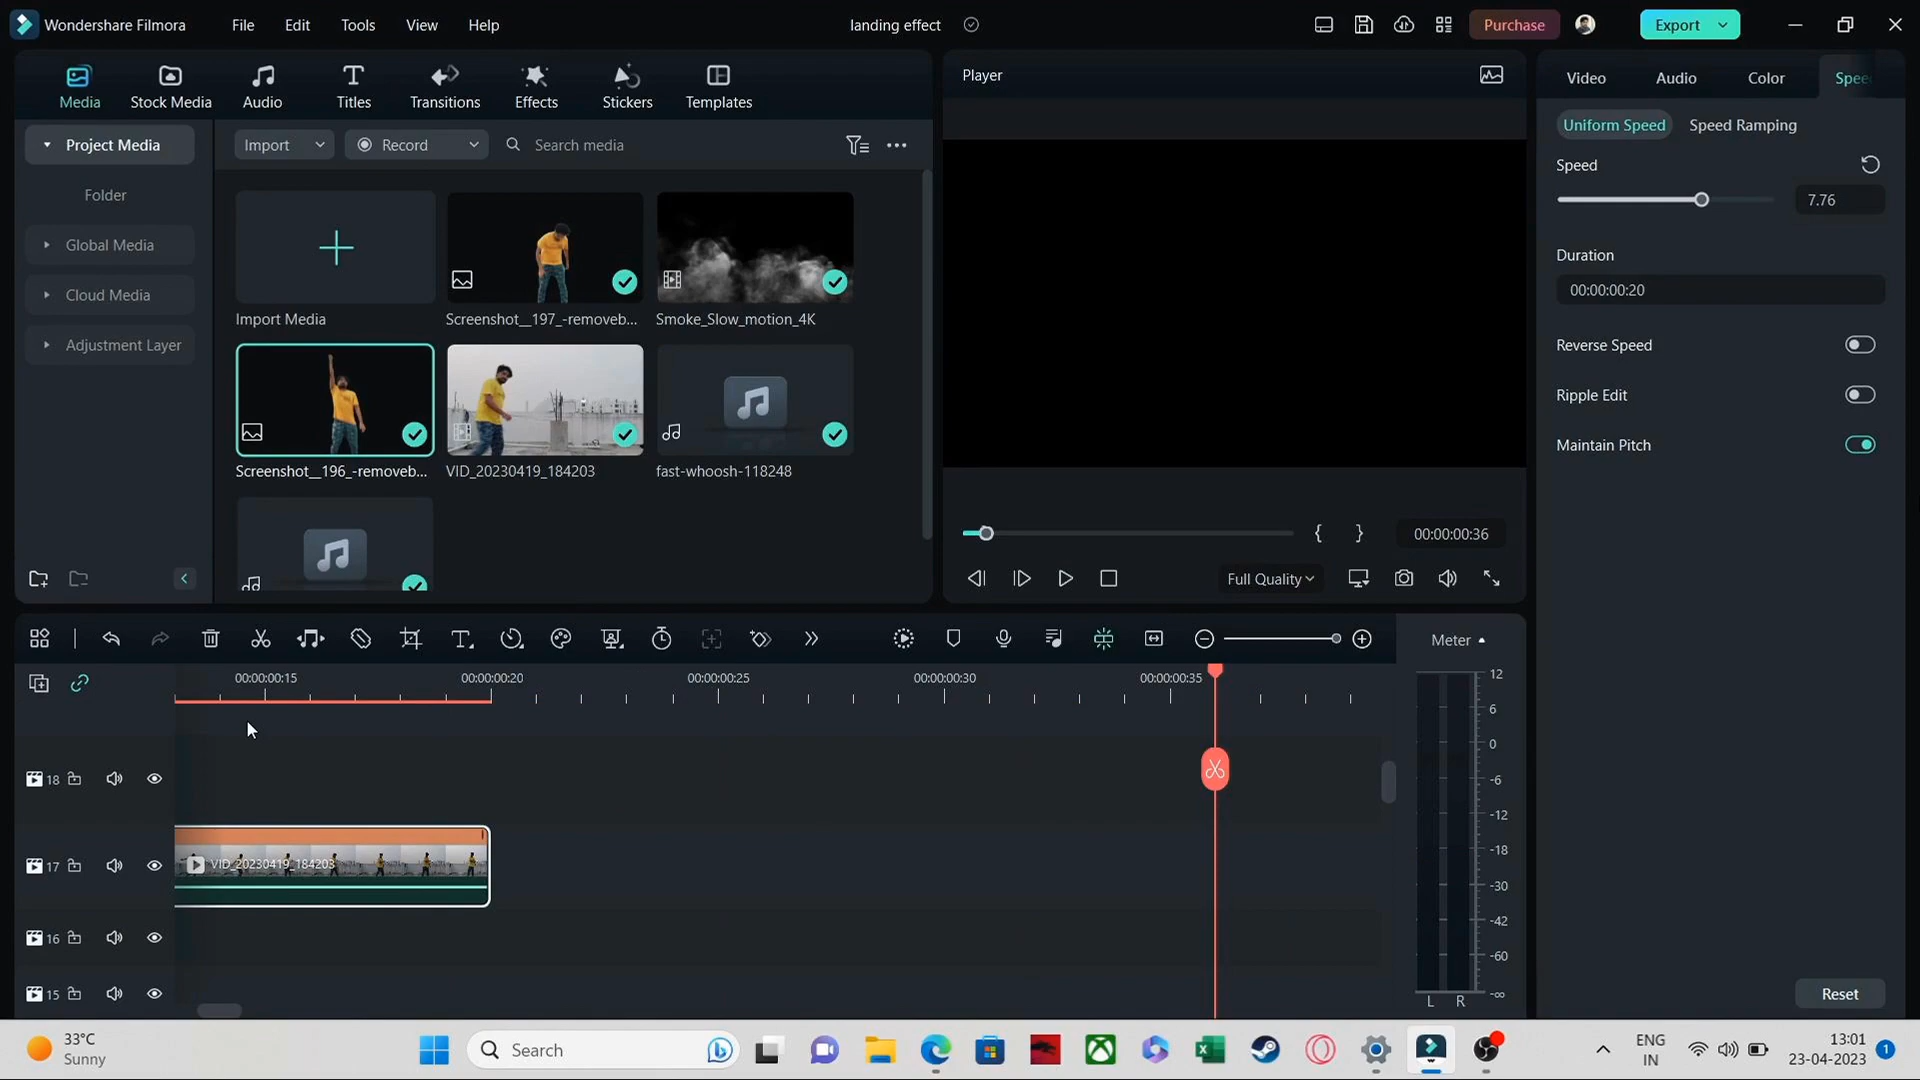 Wondershare Filmora
File
Edit
Tools
View
Help
landing effect
Purchase
Export
Media
Stock Media
Audio
Titles
Transitions
Effects
Stickers
Templates
Player
Video
Audio
Color
Spee
Project Media
Import
Record
Search media
Uniform Speed
Speed Ramping
Speed
7.76
Folder
Global Media
Cloud Media
Adjustment Layer
Import Media
Screenshot__197_-removeb...
Smoke_Slow_motion_4K
Duration
00:00:00:20
Reverse Speed
Ripple Edit
Maintain Pitch
Screenshot__196_-removeb...
VID_20230419_184203
fast-whoosh-118248
00:00:00:36
Full Quality
Meter
00:00:00:15
00:00:00:20
00:00:00:25
00:00:00:30
00:00:00:35
12
6
0
-6
-12
-18
-30
-42
-60
-∞
L R
18
17
VID_20230419_184203
16
15
Reset
33°C
Sunny
Search
ENG
IN
13:01
23-04-2023
1